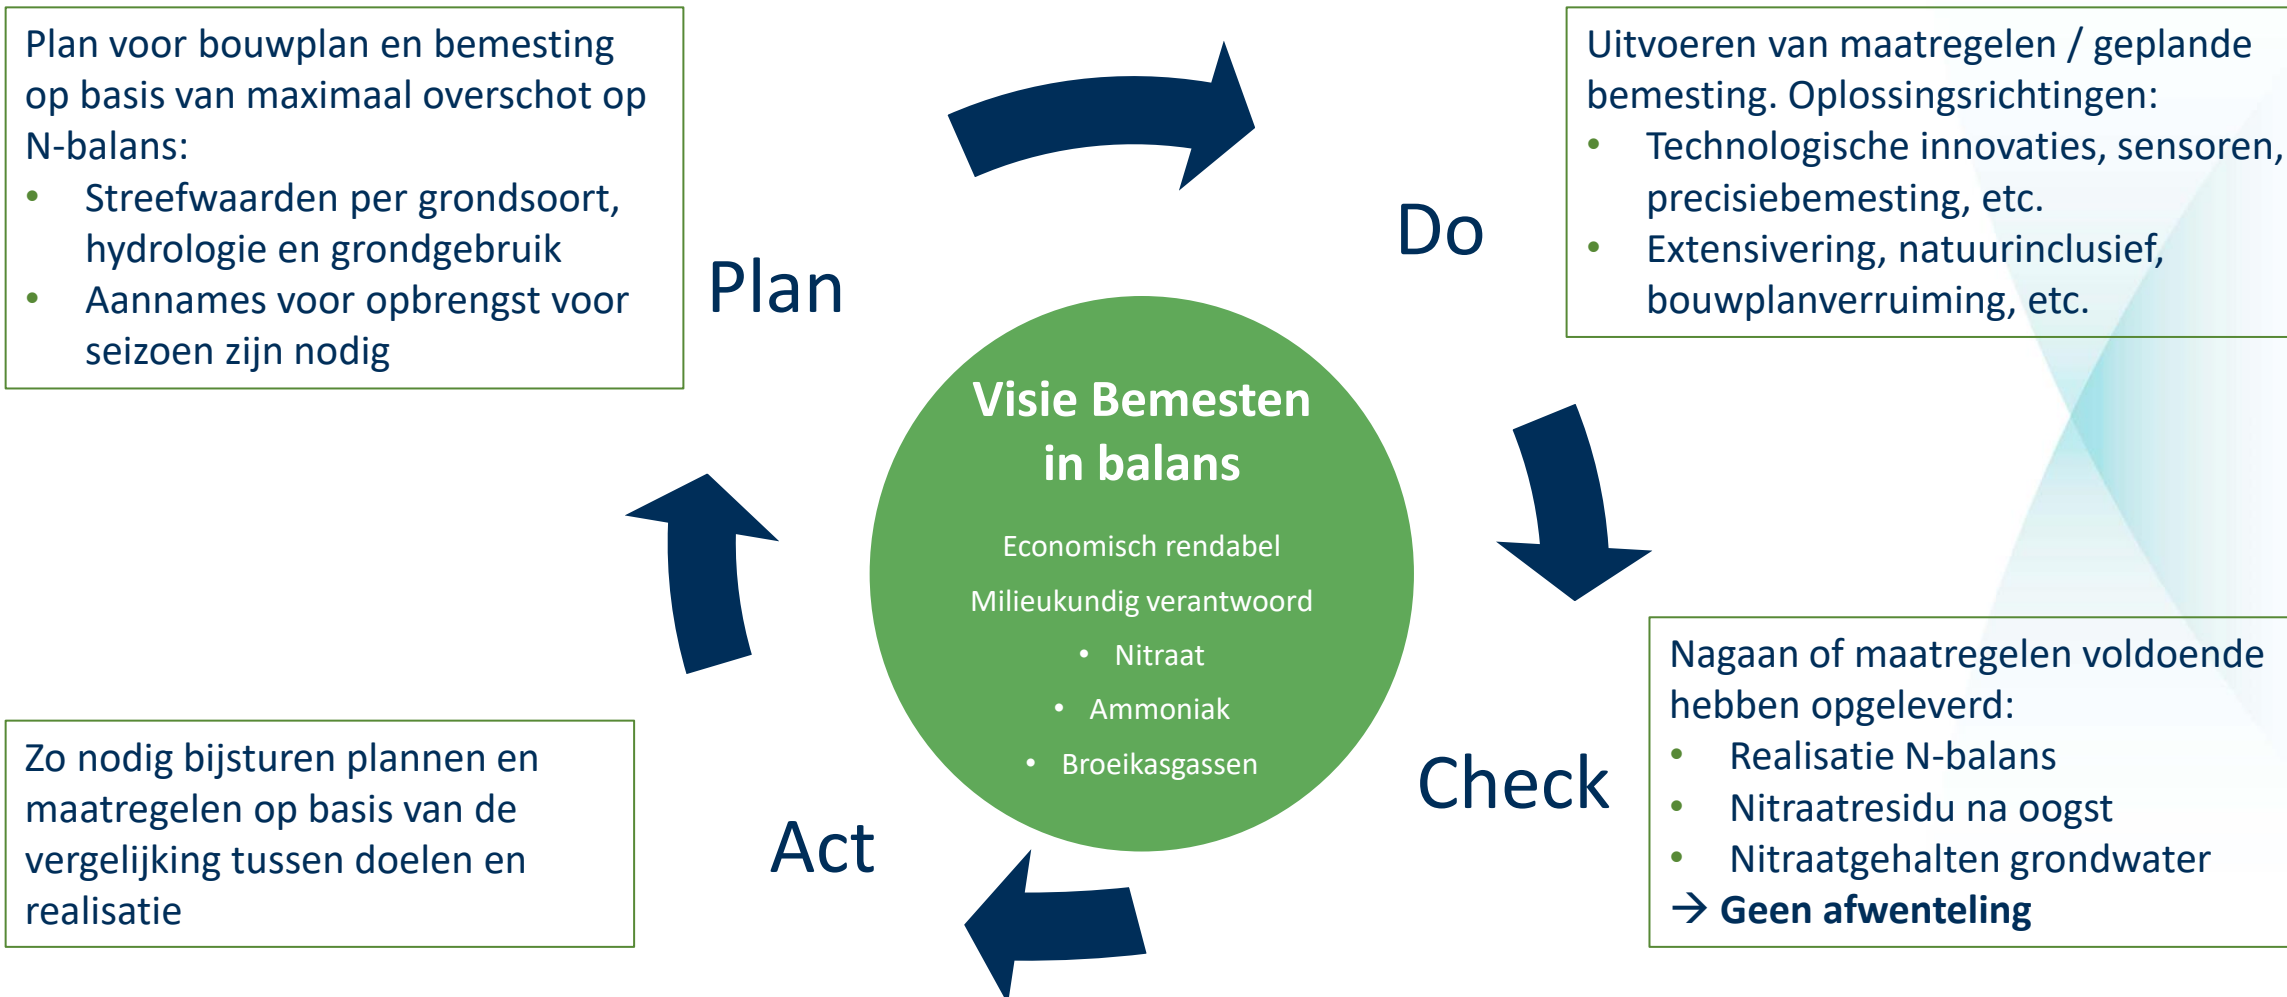 Plan voor bouwplan en bemesting
op basis van maximaal overschot op
N-balans:
• Streefwaarden per grondsoort,
hydrologie en grondgebruik
• Aannames voor opbrengst voor
seizoen zijn nodig
Plan
Do
Uitvoeren van maatregelen / geplande
bemesting. Oplossingsrichtingen:
• Technologische innovaties, sensoren,
precisiebemesting, etc.
• Extensivering, natuurinclusief,
bouwplanverruiming, etc.
Visie Bemesten
in balans
Economisch rendabel
Milieukundig verantwoord
• Nitraat
• Ammoniak
• Broeikasgassen
Check
Nagaan of maatregelen voldoende
hebben opgeleverd:
• Realisatie N-balans
• Nitraatresidu na oogst
• Nitraatgehalten grondwater
→ Geen afwenteling
Act
Zo nodig bijsturen plannen en
maatregelen op basis van de
vergelijking tussen doelen en
realisatie